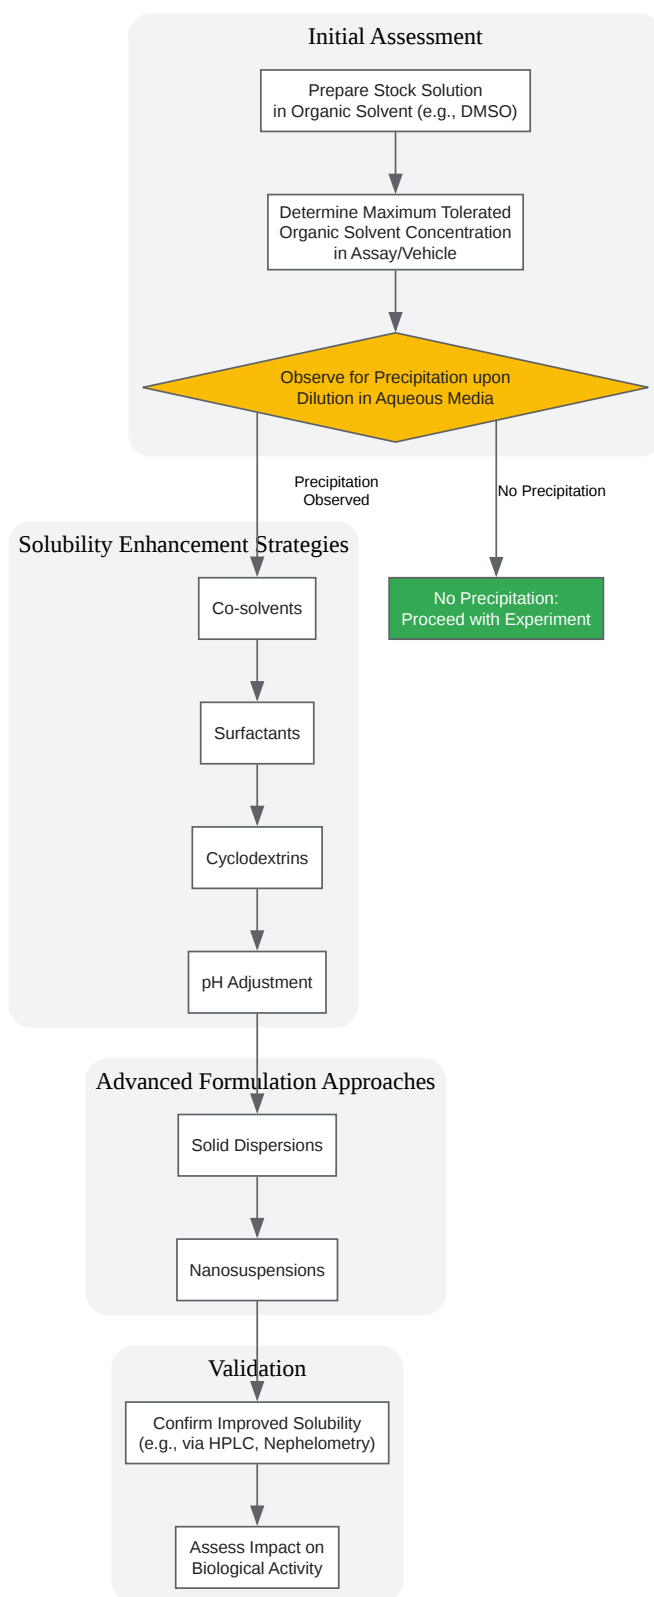 Initial Assessment
Prepare Stock Solution
in Organic Solvent (e.g., DMSO)
Determine Maximum Tolerated
Organic Solvent Concentration
in Assay/Vehicle
Observe for Precipitation upon
Dilution in Aqueous Media
Precipitation
Observed
No Precipitation
Solubility Enhancement Strategies
Co-solvents
No Precipitation:
Proceed with Experiment
Surfactants
Cyclodextrins
pH Adjustment
Advanced Formulation Approaches
Solid Dispersions
Nanosuspensions
Validation
Confirm Improved Solubility
(e.g., via HPLC, Nephelometry)
Assess Impact on
Biological Activity